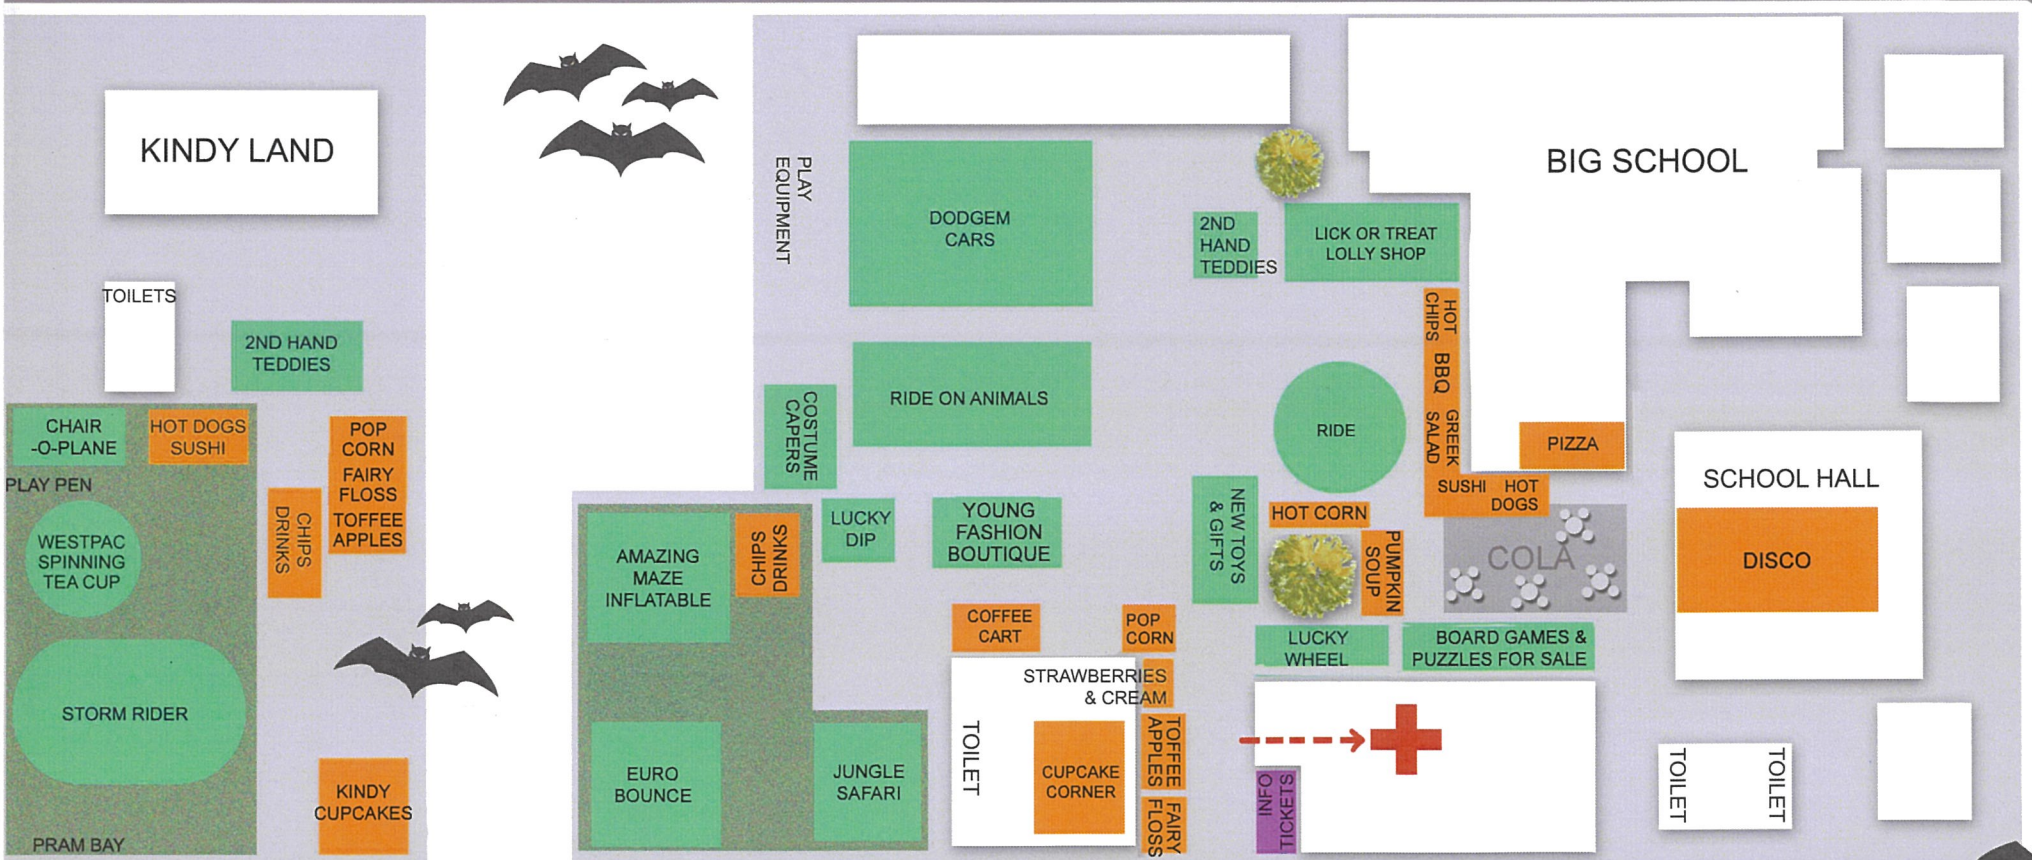 KINDY LAND
TOILETS
2ND HAND
TEDDIES
CHAIR
-O-PLANE
HOT DOGS
SUSHI
POP
CORN
FAIRY
FLOSS
TOFFEE
APPLES
PLAY PEN
CHIPS
DRINKS
WESTPAC
SPINNING
TEA CUP
STORM RIDER
KINDY
CUPCAKES
PRAM BAY
PLAY
EQUIPMENT
DODGEM
CARS
RIDE ON ANIMALS
COSTUME
CAPERS
LUCKY
DIP
YOUNG
FASHION
BOUTIQUE
AMAZING
MAZE
INFLATABLE
CHIPS
DRINKS
EURO
BOUNCE
JUNGLE
SAFARI
COFFEE
CART
POP
CORN
STRAWBERRIES
& CREAM
TOILET
CUPCAKE
CORNER
TOFFEE
APPLES
FAIRY
FLOSS
BIG SCHOOL
2ND
HAND
TEDDIES
LICK OR TREAT
LOLLY SHOP
HOT
CHIPS
BBQ
GREEK
SALAD
RIDE
PIZZA
SUSHI HOT
DOGS
NEW TOYS
& GIFTS
HOT CORN
PUMPKIN
SOUP
COLA
LUCKY
WHEEL
BOARD GAMES &
PUZZLES FOR SALE
INFO
TICKETS
SCHOOL HALL
DISCO
TOILET
TOILET